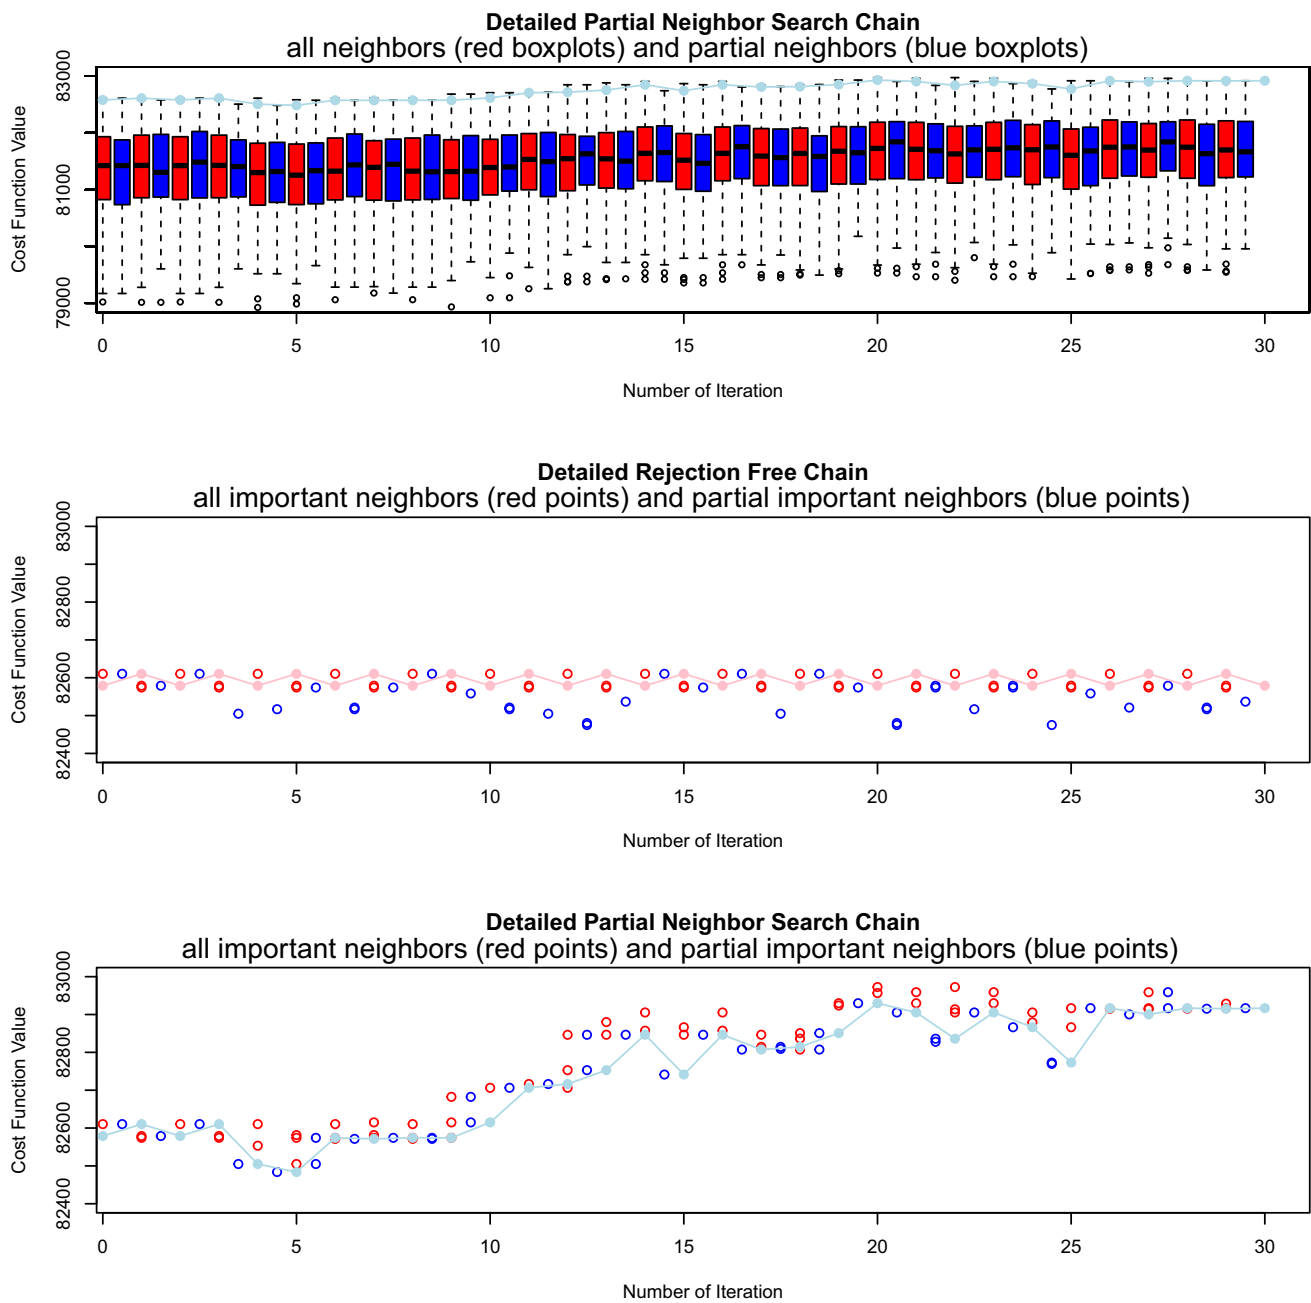 Detailed Partial Neighbor Search Chain
all neighbors (red boxplots) and partial neighbors (blue boxplots)
Cost Function Value
83000
81000
79000
0 5 10 15 20 25 30
Number of Iteration
Detailed Rejection Free Chain
all important neighbors (red points) and partial important neighbors (blue points)
Cost Function Value
83000
82800
82600
82400
0 5 10 15 20 25 30
Number of Iteration
Detailed Partial Neighbor Search Chain
all important neighbors (red points) and partial important neighbors (blue points)
Cost Function Value
83000
82800
82600
82400
0 5 10 15 20 25 30
Number of Iteration